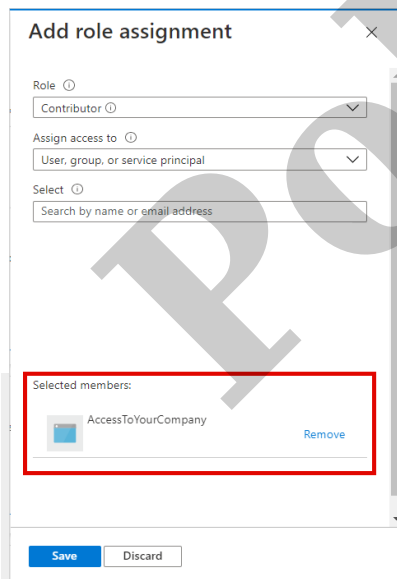 Add role assignment
Role
Contributor
Assign access to
User, group, or service principal
Select
Search by name or email address
Selected members:
AccessToYourCompany
Remove
Save
Discard